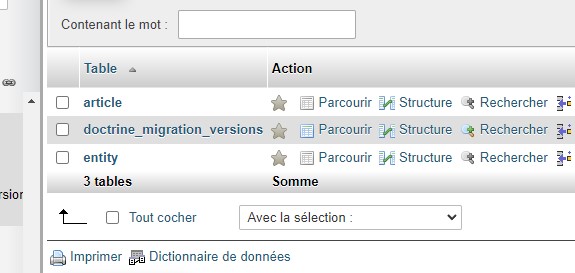 Contenant le mot :
Table Action
article Parcourir Structure Rechercher
doctrine_migration_versions Parcourir Structure Rechercher
entity Parcourir Structure Rechercher
3 tables Somme
Tout cocher Avec la sélection :
Imprimer Dictionnaire de données